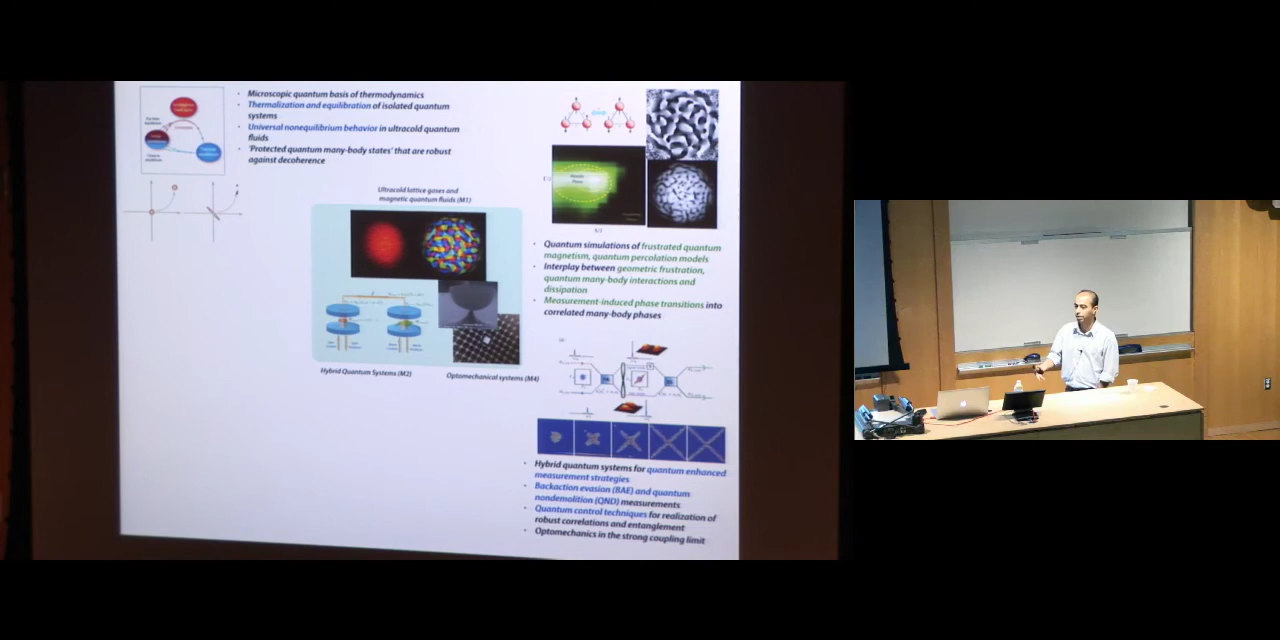 • Microscopic quantum basis of thermodynamics
• Thermalization and equilibration of isolated quantum
systems
• Universal nonequilibrium behavior in ultracold quantum
fluids
• 'Protected quantum many-body states' that are robust
against decoherence
Ultracold lattice gases and
magnetic quantum fluids (M1)
Hybrid Quantum Systems (M2)
Optomechanical systems (M4)
• Quantum simulations of frustrated quantum
magnetism, quantum percolation models
• Interplay between geometric frustration,
quantum many-body interactions and
dissipation
• Measurement-induced phase transitions into
correlated many-body phases
• Hybrid quantum systems for quantum enhanced
measurement strategies
• Backaction evasion (BAE) and quantum
nondemolition (QND) measurements
• Quantum control techniques for realization of
robust correlations and entanglement
• Optomechanics in the strong coupling limit